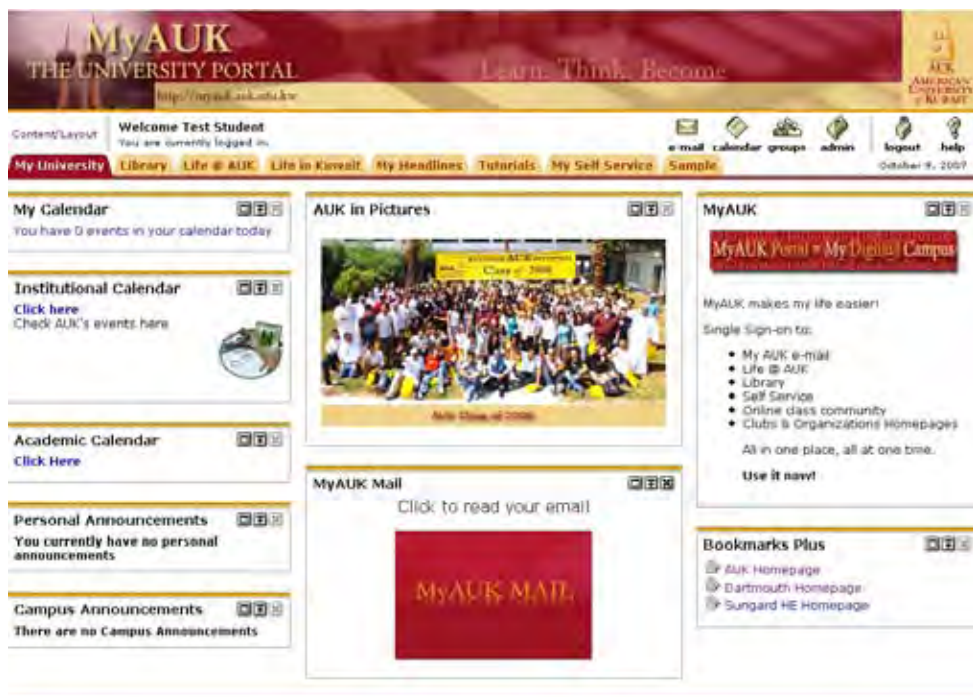 MyAUK
THE UNIVERSITY PORTAL
http://myauk.auk.edu.kw
Learn. Think. Become
AUK
AMERICAN
UNIVERSITY
of KUWAIT
Content/Layout
Welcome Test Student
You are currently logged in.
e-mail calendar groups admin logout help
My University Library Life @ AUK Life in Kuwait My Headlines Tutorials My Self Service Sample
October 9, 2007
My Calendar
You have 0 events in your calendar today
Institutional Calendar
Click here
Check AUK's events here
Academic Calendar
Click Here
Personal Announcements
You currently have no personal
announcements
Campus Announcements
There are no Campus Announcements
AUK in Pictures
Class of 2008
MyAUK Mail
Click to read your email
MyAUK MAIL
MyAUK
MyAUK Portal = My Digital Campus
MyAUK makes my life easier!
Single Sign-on to:
• My AUK e-mail
• Life @ AUK
• Library
• Self Service
• Online class community
• Clubs & Organizations Homepages
All in one place, all at one time.
Use it now!
Bookmarks Plus
AUK Homepage
Dartmouth Homepage
Sungard HE Homepage